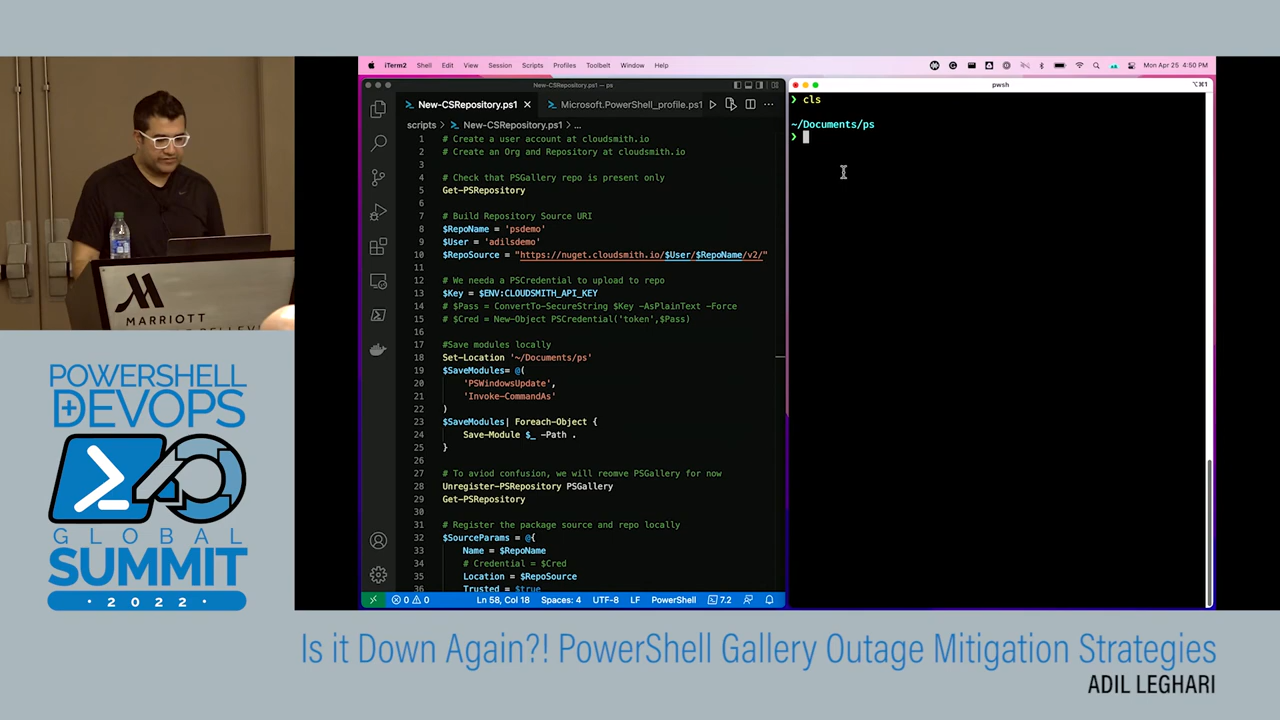 iTerm2 Shell Edit View Session Scripts Profiles Toolbelt Window Help Mon Apr 25 4:50 PM
New-CSRepository.ps1 — ps
New-CSRepository.ps1 Microsoft.PowerShell_profile.ps1
scripts > New-CSRepository.ps1 > ...
1 # Create a user account at cloudsmith.io
2 # Create an Org and Repository at cloudsmith.io
3
4 # Check that PSGallery repo is present only
5 Get-PSRepository
6
7 # Build Repository Source URI
8 $RepoName = 'psdemo'
9 $User = 'adilsdemo'
10 $RepoSource = "https://nuget.cloudsmith.io/$User/$RepoName/v2/"
11
12 # We needa a PSCredential to upload to repo
13 $Key = $ENV:CLOUDSMITH_API_KEY
14 # $Pass = ConvertTo-SecureString $Key -AsPlainText -Force
15 # $Cred = New-Object PSCredential('token',$Pass)
16
17 #Save modules locally
18 Set-Location '~/Documents/ps'
19 $SaveModules= @(
20 'PSWindowsUpdate',
21 'Invoke-CommandAs'
22 )
23 $SaveModules| Foreach-Object {
24 Save-Module $_ -Path .
25 }
26
27 # To aviod confusion, we will reomve PSGallery for now
28 Unregister-PSRepository PSGallery
29 Get-PSRepository
30
31 # Register the package source and repo locally
32 $SourceParams = @{
33 Name = $RepoName
34 # Credential = $Cred
35 Location = $RepoSource
36 Trusted = $true
0 0 Ln 58, Col 18 Spaces: 4 UTF-8 LF PowerShell 7.2
pwsh ⌥⌘1
❯ cls
~/Documents/ps
❯
MARRIOTT
POWERSHELL
+ DEVOPS
GLOBAL
SUMMIT
· 2 0 2 2 ·
Is it Down Again?! PowerShell Gallery Outage Mitigation Strategies
ADIL LEGHARI